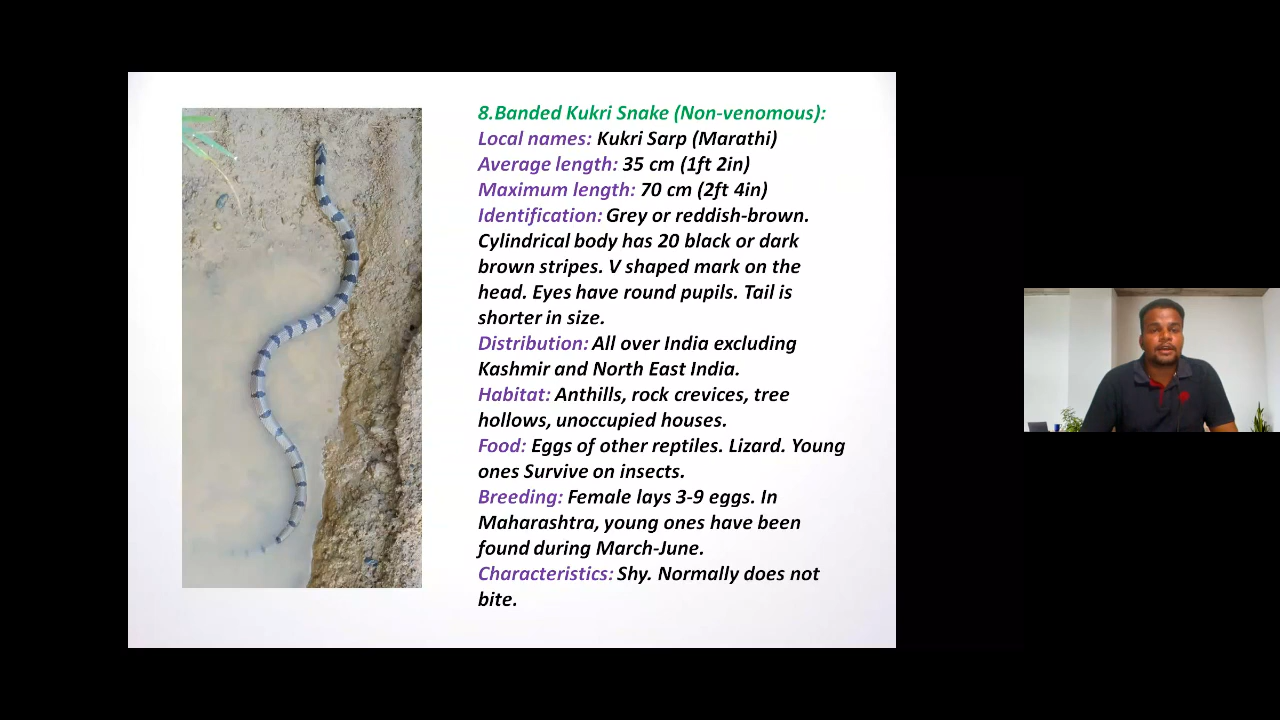 8.Banded Kukri Snake (Non-venomous):
Local names: Kukri Sarp (Marathi)
Average length: 35 cm (1ft 2in)
Maximum length: 70 cm (2ft 4in)
Identification: Grey or reddish-brown.
Cylindrical body has 20 black or dark
brown stripes. V shaped mark on the
head. Eyes have round pupils. Tail is
shorter in size.
Distribution: All over India excluding
Kashmir and North East India.
Habitat: Anthills, rock crevices, tree
hollows, unoccupied houses.
Food: Eggs of other reptiles. Lizard. Young
ones Survive on insects.
Breeding: Female lays 3-9 eggs. In
Maharashtra, young ones have been
found during March-June.
Characteristics: Shy. Normally does not
bite.